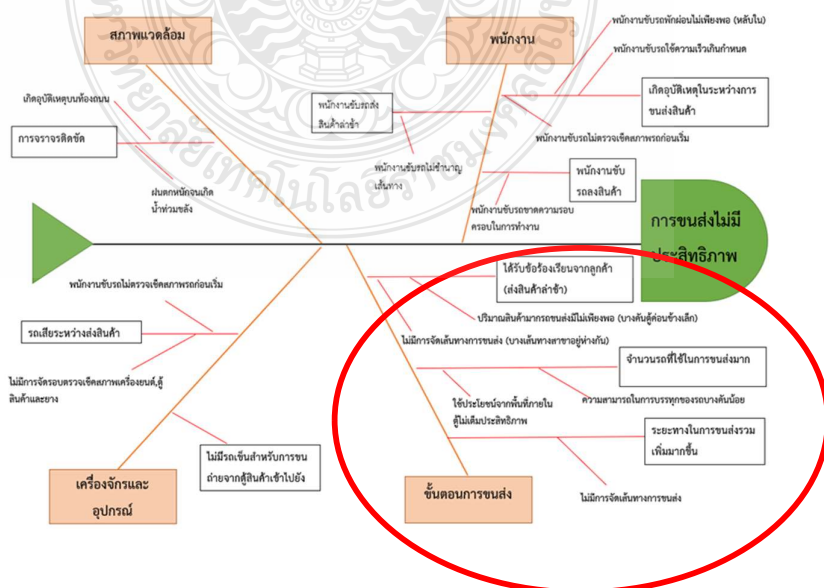 สภาพแวดล้อม
เกิดอุบัติเหตุบนท้องถนน
การจราจรติดขัด
ฝนตกหนักจนเกิด
น้ำท่วมขลัง
พนักงาน
พนักงานขับรถพักผ่อนไม่เพียงพอ (หลับใน)
พนักงานขับรถใช้ความเร็วเกินกำหนด
เกิดอุบัติเหตุในระหว่างการ
ขนส่งสินค้า
พนักงานขับรถส่ง
สินค้าล่าช้า
พนักงานขับรถไม่ตรวจเช็คสภาพรถก่อนเริ่ม
พนักงานขับรถไม่ชำนาญ
เส้นทาง
พนักงานขับ
รถลงสินค้า
พนักงานขับรถขาดความรอบ
ครอบในการทำงาน
การขนส่งไม่มี
ประสิทธิภาพ
พนักงานขับรถไม่ตรวจเช็คสภาพรถก่อนเริ่ม
รถเสียระหว่างส่งสินค้า
ไม่มีการจัดรอบตรวจเช็คสภาพเครื่องยนต์,ตู้
สินค้าและยาง
ไม่มีรถเข็นสำหรับการขน
ถ่ายจากตู้สินค้าเข้าไปยัง
เครื่องจักรและ
อุปกรณ์
ได้รับข้อร้องเรียนจากลูกค้า
(ส่งสินค้าล่าช้า)
ปริมาณสินค้ามากรถขนส่งมีไม่เพียงพอ (บางคันตู้ค่อนข้างเล็ก)
ไม่มีการจัดเส้นทางการขนส่ง (บางเส้นทางสาขาอยู่ห่างกัน)
จำนวนรถที่ใช้ในการขนส่งมาก
ใช้ประโยชน์จากพื้นที่ภายใน
ตู้ไม่เต็มประสิทธิภาพ
ความสามารถในการบรรทุกของรถบางคันน้อย
ระยะทางในการขนส่งรวม
เพิ่มมากขึ้น
ไม่มีการจัดเส้นทางการขนส่ง
ขั้นตอนการขนส่ง